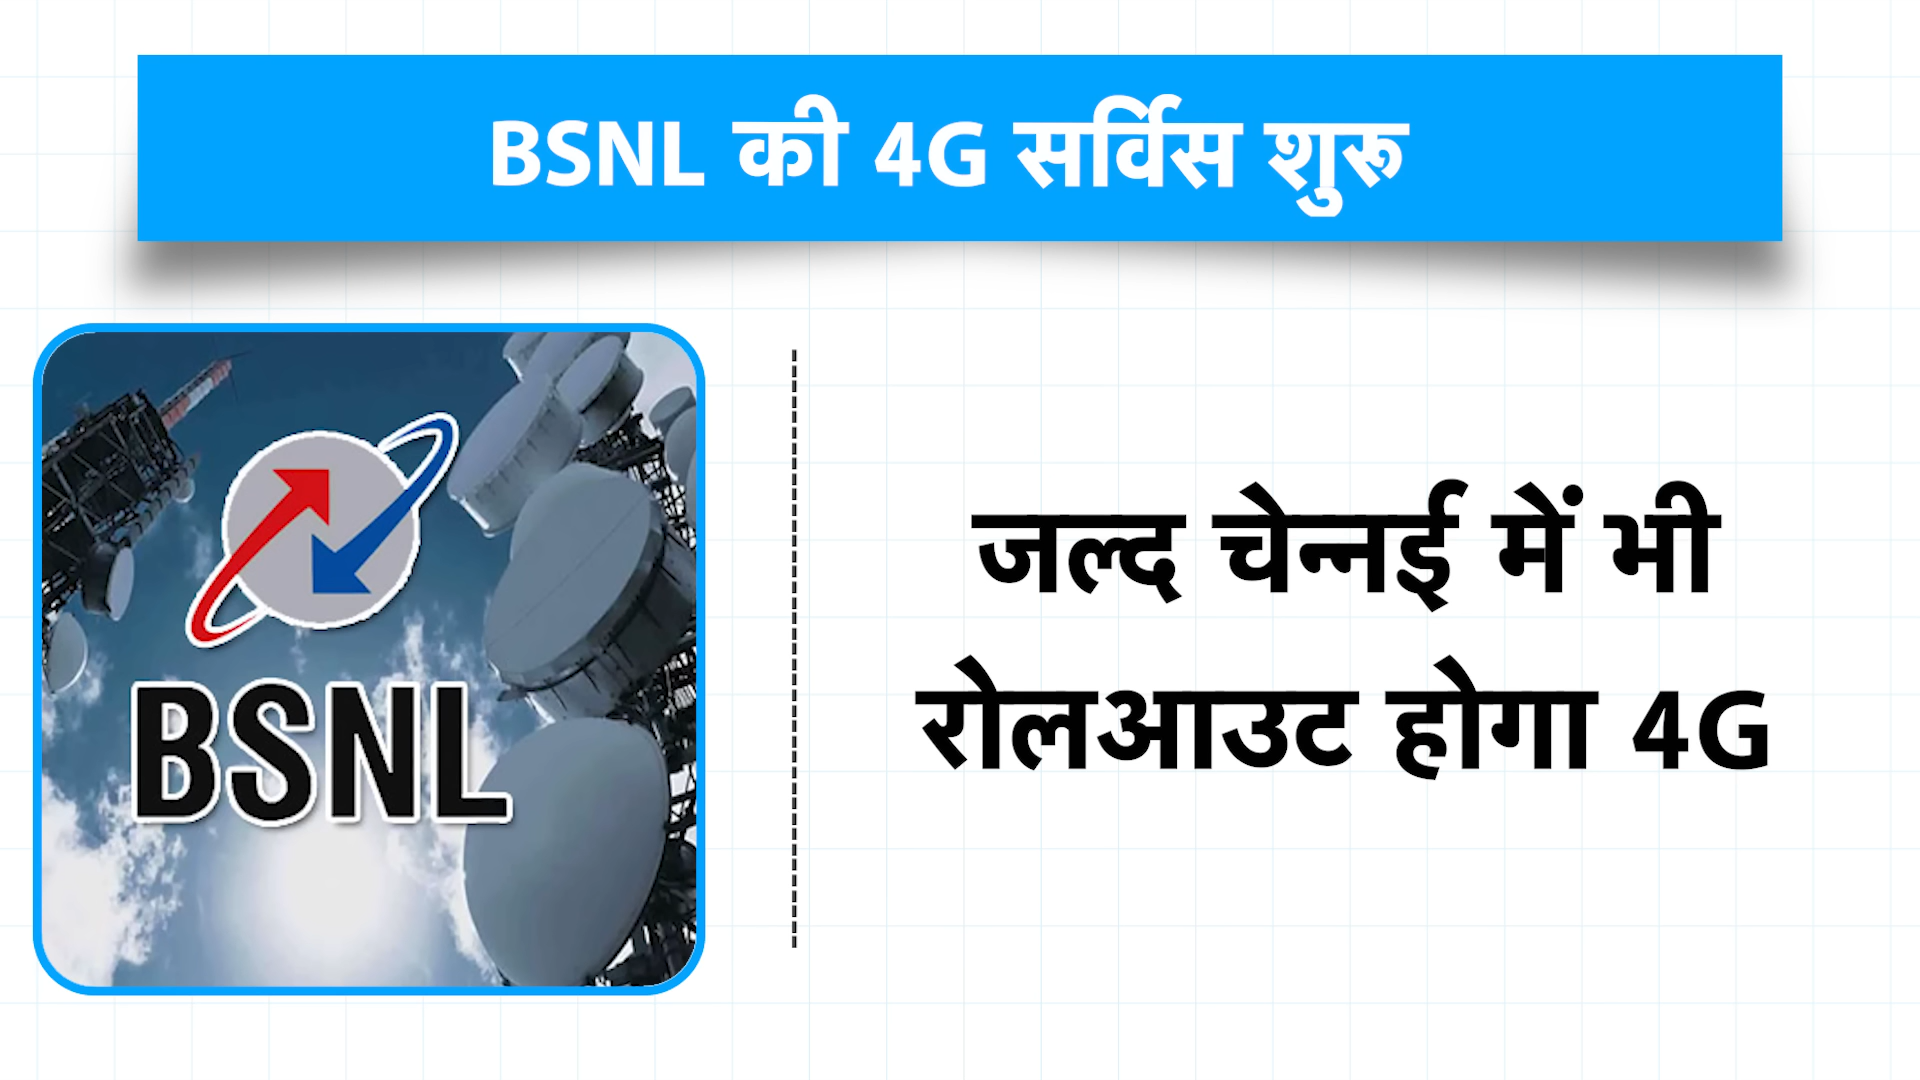 BSNL की 4G सर्विस शुरू
BSNL
जल्द चेन्नई में भी
रोलआउट होगा 4G